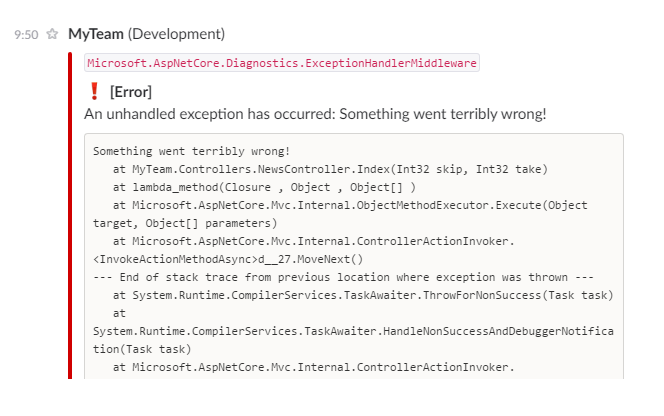 9:50 ☆ MyTeam (Development)
Microsoft.AspNetCore.Diagnostics.ExceptionHandlerMiddleware
❗ [Error]
An unhandled exception has occurred: Something went terribly wrong!
Something went terribly wrong!
   at MyTeam.Controllers.NewsController.Index(Int32 skip, Int32 take)
   at lambda_method(Closure , Object , Object[] )
   at Microsoft.AspNetCore.Mvc.Internal.ObjectMethodExecutor.Execute(Object
target, Object[] parameters)
   at Microsoft.AspNetCore.Mvc.Internal.ControllerActionInvoker.
<InvokeActionMethodAsync>d__27.MoveNext()
--- End of stack trace from previous location where exception was thrown ---
   at System.Runtime.CompilerServices.TaskAwaiter.ThrowForNonSuccess(Task task)
   at
System.Runtime.CompilerServices.TaskAwaiter.HandleNonSuccessAndDebuggerNotifica
tion(Task task)
   at Microsoft.AspNetCore.Mvc.Internal.ControllerActionInvoker.